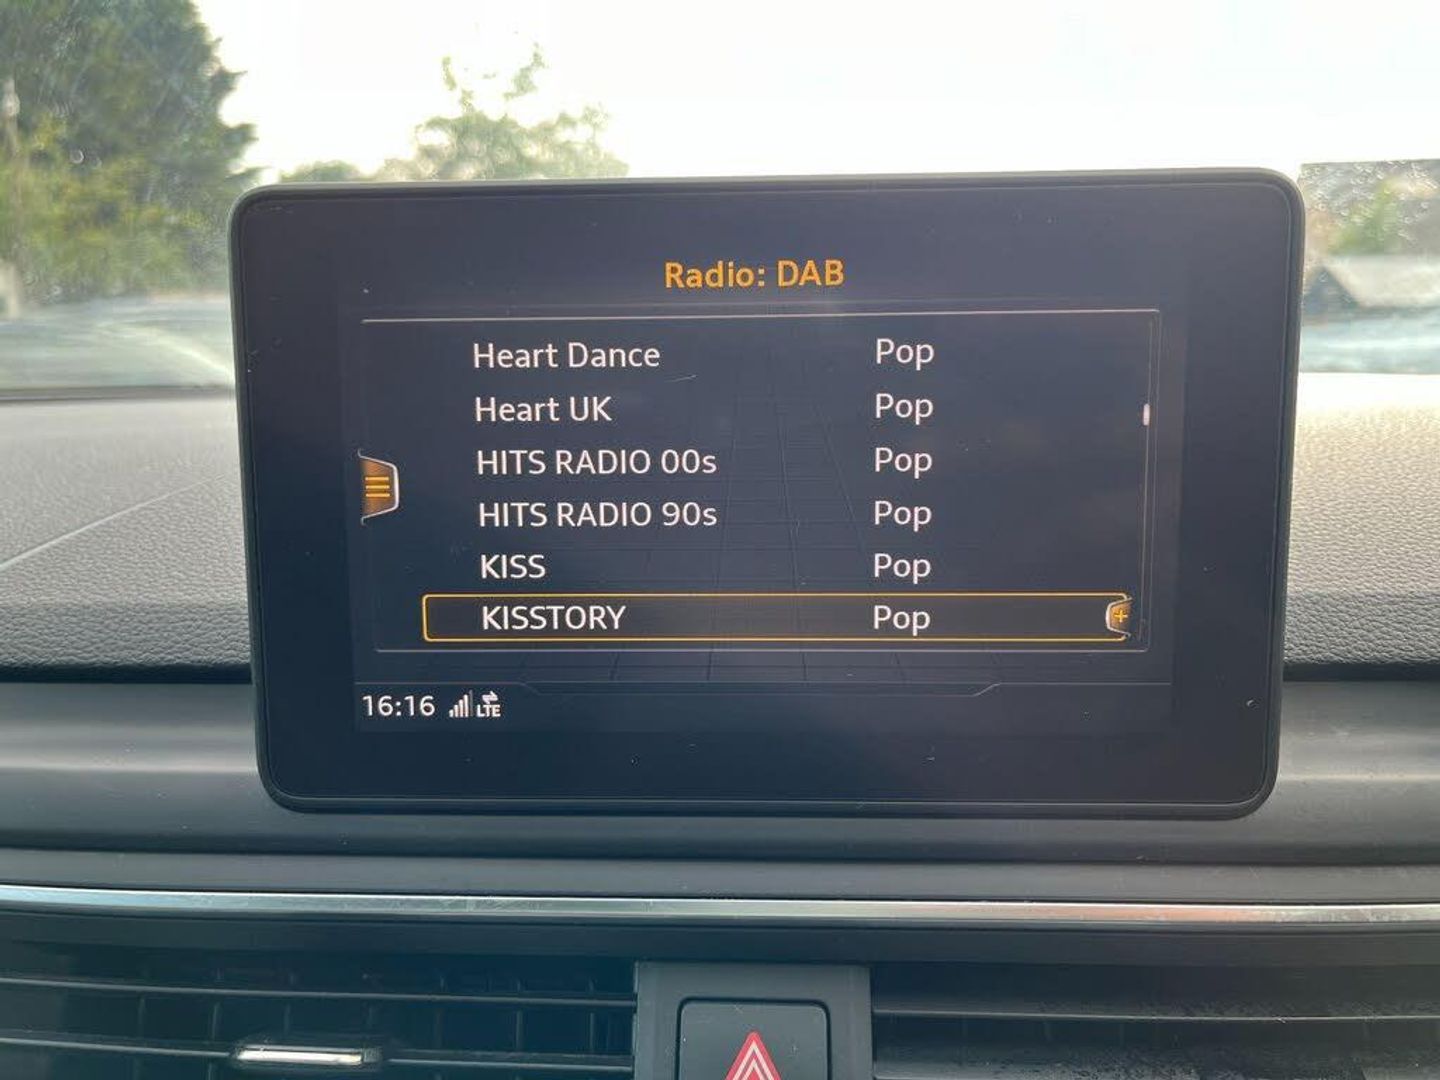 Radio: DAB
Heart Dance Pop
Heart UK Pop
HITS RADIO 00s Pop
HITS RADIO 90s Pop
KISS Pop
KISSTORY Pop
16:16 LTE